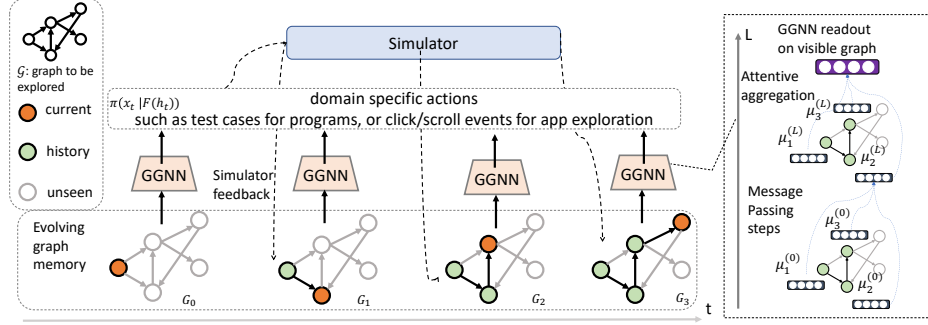 𝒢: graph to be
explored
current
history
unseen
Simulator
π(x_t |F(h_t))
domain specific actions
such as test cases for programs, or click/scroll events for app exploration
GGNN
GGNN
GGNN
GGNN
Simulator
feedback
Evolving
graph
memory
G_0
G_1
G_2
G_3
t
L
GGNN readout
on visible graph
Attentive
aggregation
μ_3^(L)
μ_1^(L)
μ_2^(L)
Message
Passing
steps
μ_3^(0)
μ_1^(0)
μ_2^(0)